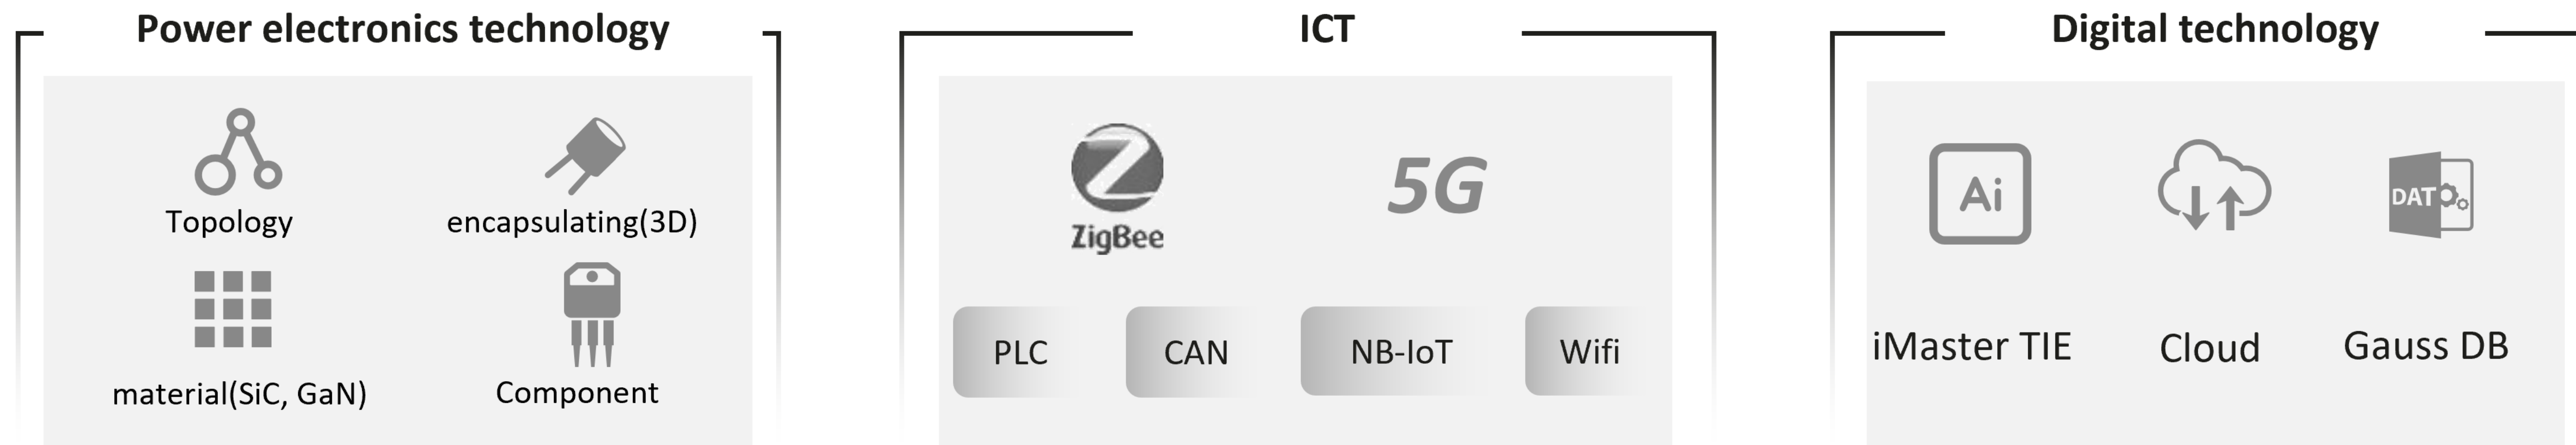 Power electronics technology
Topology
encapsulating(3D)
material(SiC, GaN)
Component
ICT
Z
ZigBee
5G
PLC
CAN
NB-IoT
Wifi
Digital technology
Ai
DAT
iMaster TIE
Cloud
Gauss DB